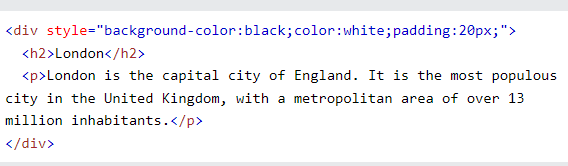 <div style="background-color:black;color:white;padding:20px;">
  <h2>London</h2>
  <p>London is the capital city of England. It is the most populous
city in the United Kingdom, with a metropolitan area of over 13
million inhabitants.</p>
</div>